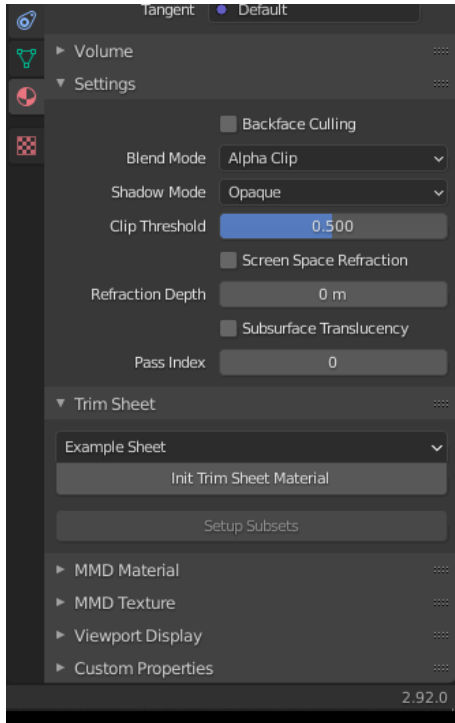 Tangent Default
Volume
Settings
Backface Culling
Blend Mode Alpha Clip
Shadow Mode Opaque
Clip Threshold 0.500
Screen Space Refraction
Refraction Depth 0 m
Subsurface Translucency
Pass Index 0
Trim Sheet
Example Sheet
Init Trim Sheet Material
Setup Subsets
MMD Material
MMD Texture
Viewport Display
Custom Properties
2.92.0